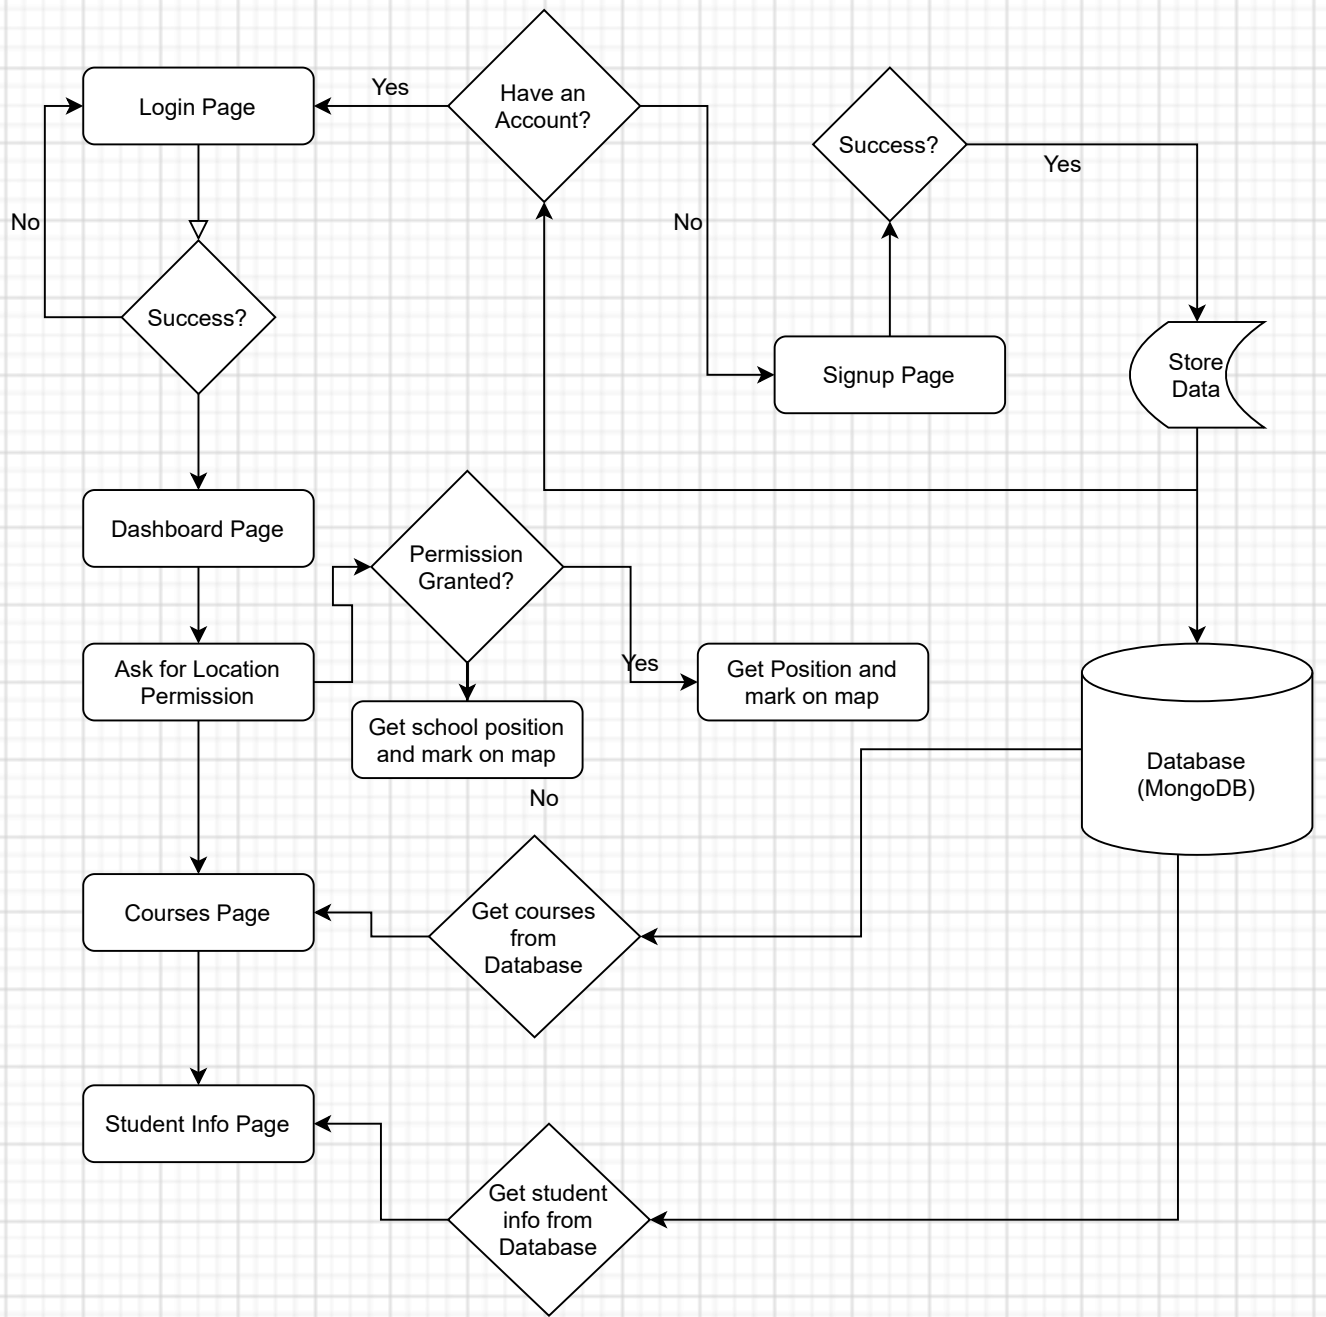 Login Page
Yes
Have an
Account?
Success?
Yes
No
No
Success?
Signup Page
Store
Data
Dashboard Page
Permission
Granted?
Ask for Location
Permission
Yes
Get Position and
mark on map
Get school position
and mark on map
No
Database
(MongoDB)
Courses Page
Get courses
from
Database
Student Info Page
Get student
info from
Database